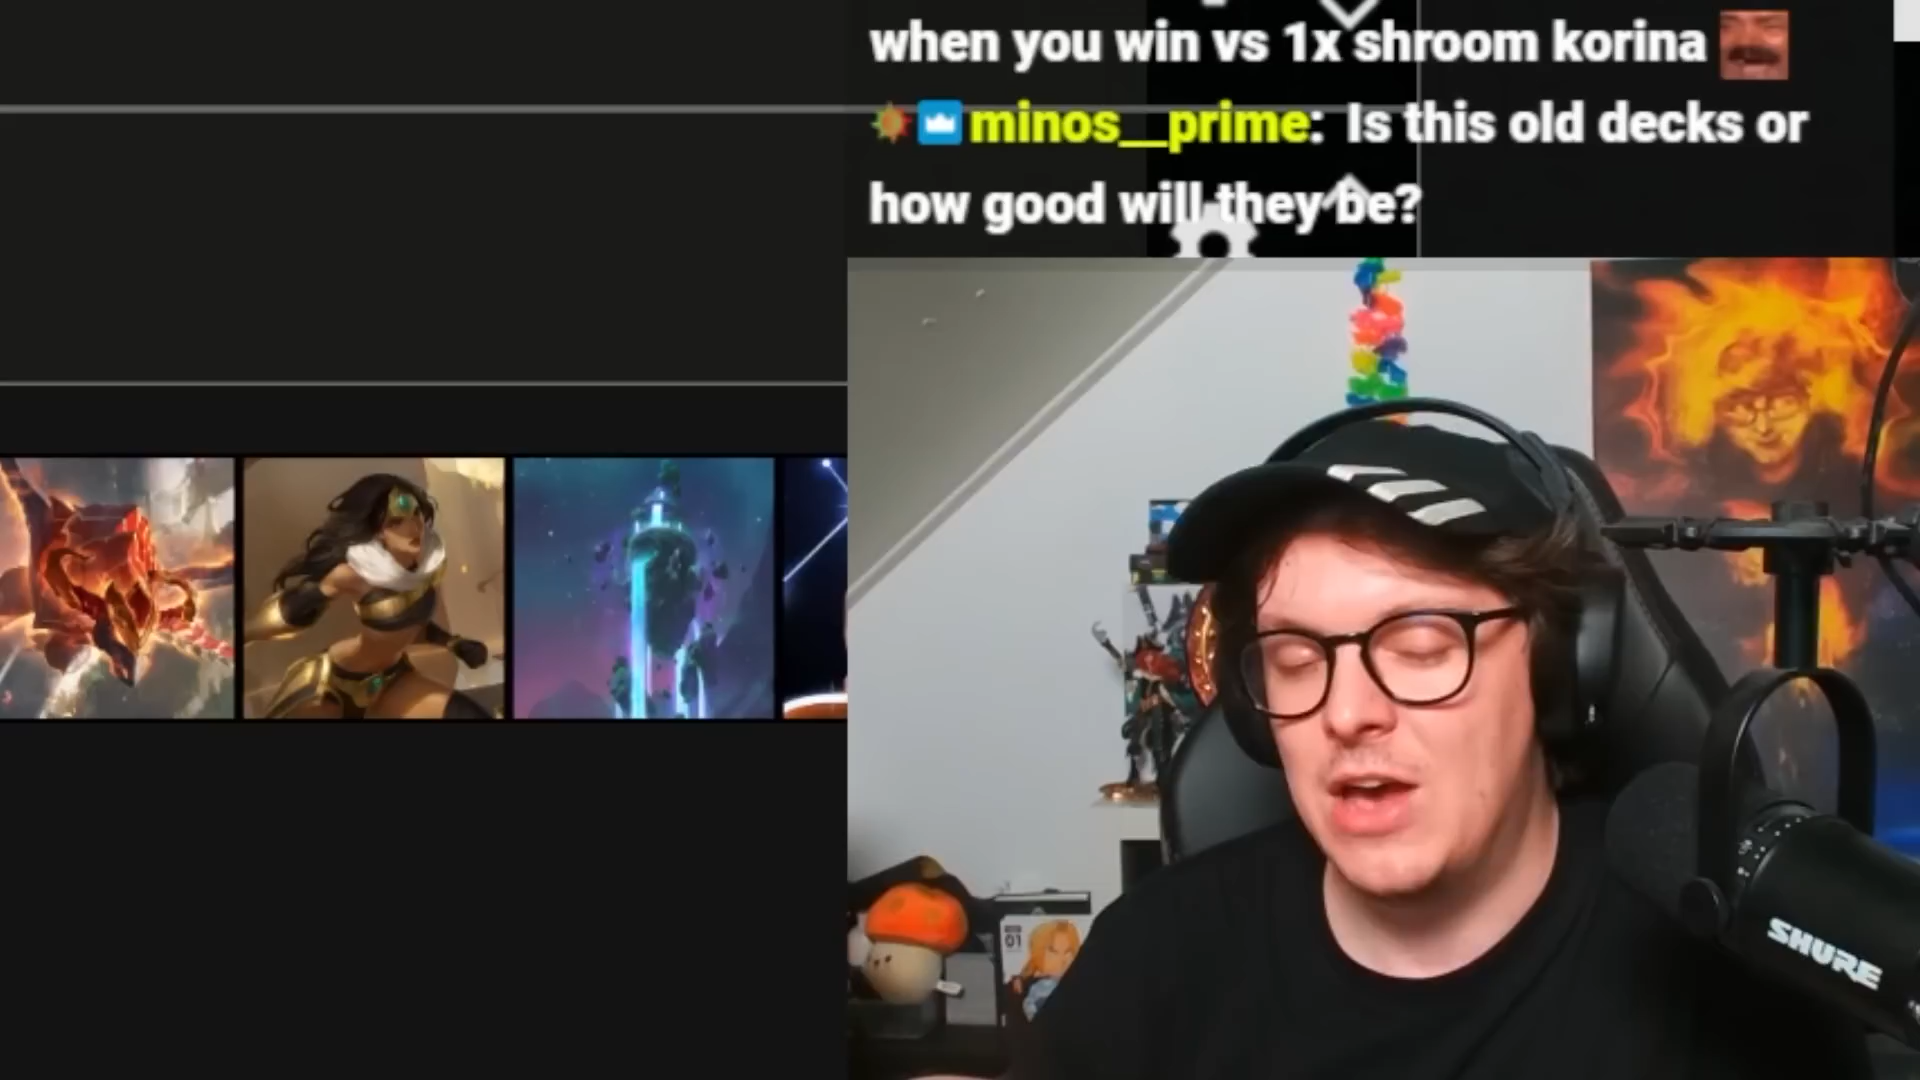 when you win vs 1x shroom korina
minos__prime: Is this old decks or
how good will they be?
01
SHURE